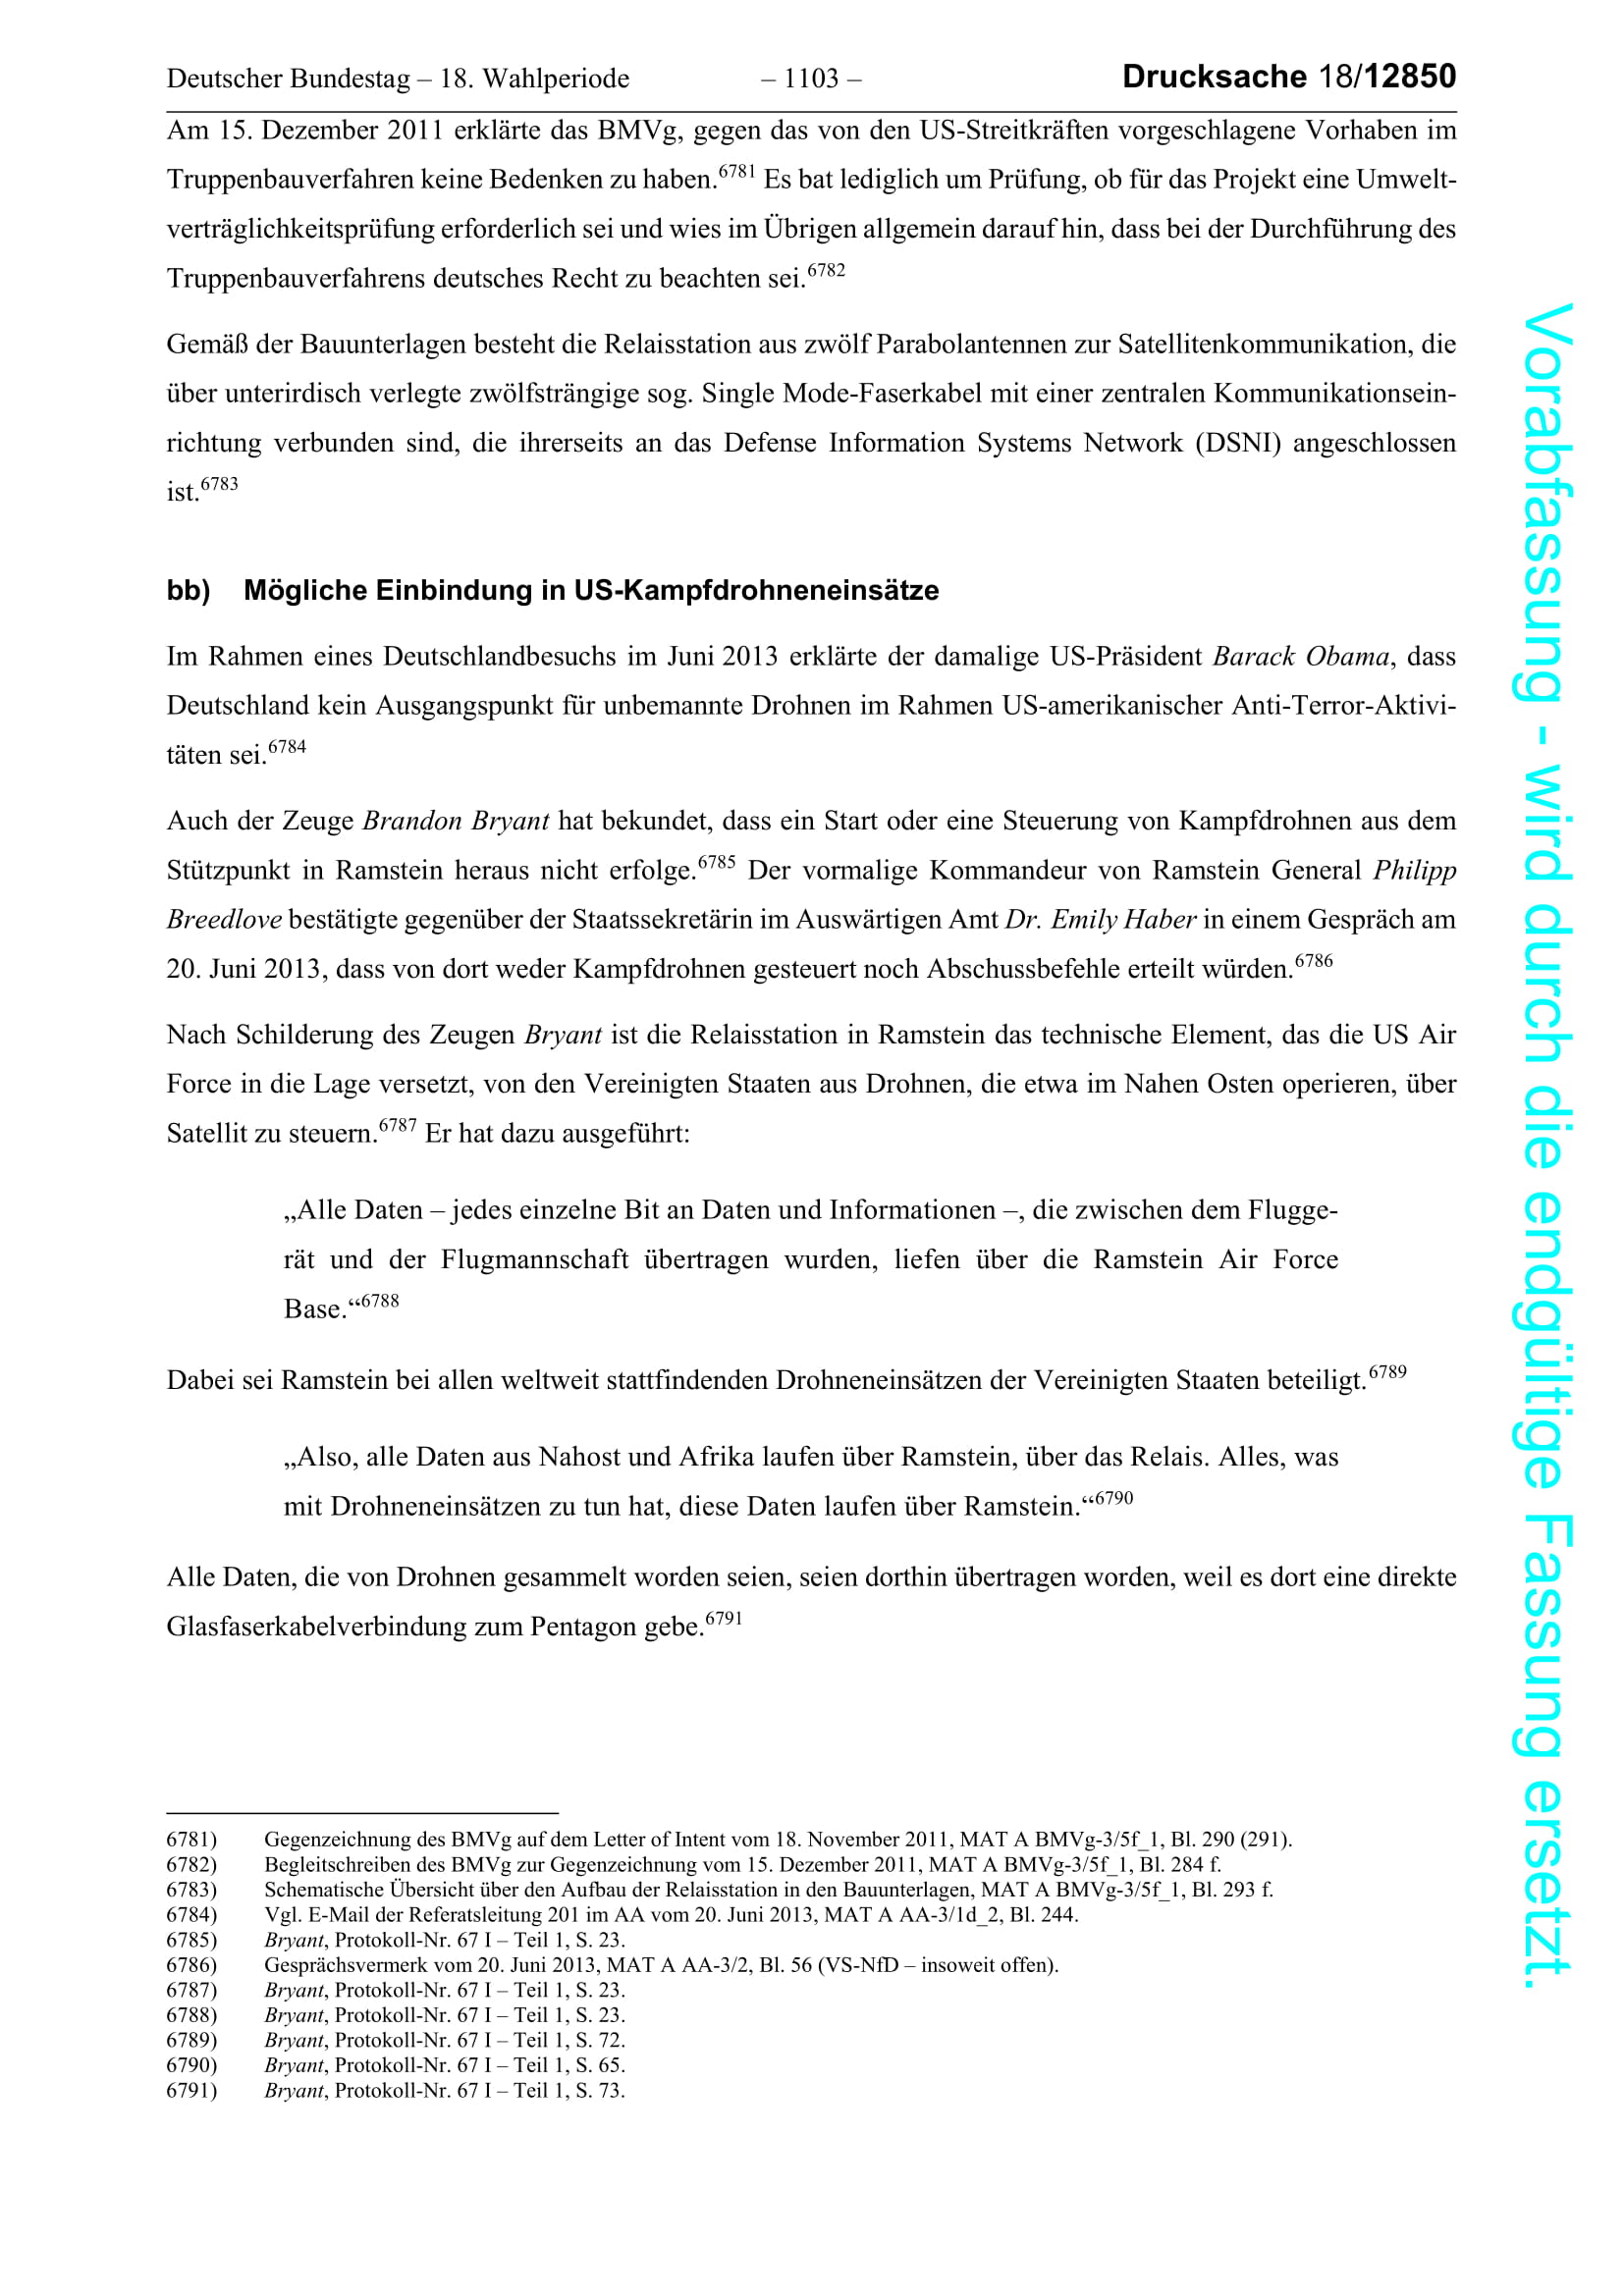 Deutscher Bundestag – 18. Wahlperiode – 1103 – Drucksache 18/12850
Am 15. Dezember 2011 erklärte das BMVg, gegen das von den US-Streitkräften vorgeschlagene Vorhaben im
Truppenbauverfahren keine Bedenken zu haben.6781 Es bat lediglich um Prüfung, ob für das Projekt eine Umwelt-
verträglichkeitsprüfung erforderlich sei und wies im Übrigen allgemein darauf hin, dass bei der Durchführung des
Truppenbauverfahrens deutsches Recht zu beachten sei.6782
Gemäß der Bauunterlagen besteht die Relaisstation aus zwölf Parabolantennen zur Satellitenkommunikation, die
über unterirdisch verlegte zwölfsträngige sog. Single Mode-Faserkabel mit einer zentralen Kommunikationsein-
richtung verbunden sind, die ihrerseits an das Defense Information Systems Network (DSNI) angeschlossen
ist.6783
bb) Mögliche Einbindung in US-Kampfdrohneneinsätze
Im Rahmen eines Deutschlandbesuchs im Juni 2013 erklärte der damalige US-Präsident Barack Obama, dass
Deutschland kein Ausgangspunkt für unbemannte Drohnen im Rahmen US-amerikanischer Anti-Terror-Aktivi-
täten sei.6784
Auch der Zeuge Brandon Bryant hat bekundet, dass ein Start oder eine Steuerung von Kampfdrohnen aus dem
Stützpunkt in Ramstein heraus nicht erfolge.6785 Der vormalige Kommandeur von Ramstein General Philipp
Breedlove bestätigte gegenüber der Staatssekretärin im Auswärtigen Amt Dr. Emily Haber in einem Gespräch am
20. Juni 2013, dass von dort weder Kampfdrohnen gesteuert noch Abschussbefehle erteilt würden.6786
Nach Schilderung des Zeugen Bryant ist die Relaisstation in Ramstein das technische Element, das die US Air
Force in die Lage versetzt, von den Vereinigten Staaten aus Drohnen, die etwa im Nahen Osten operieren, über
Satellit zu steuern.6787 Er hat dazu ausgeführt:
„Alle Daten – jedes einzelne Bit an Daten und Informationen –, die zwischen dem Flugge-
rät und der Flugmannschaft übertragen wurden, liefen über die Ramstein Air Force
Base.“6788
Dabei sei Ramstein bei allen weltweit stattfindenden Drohneneinsätzen der Vereinigten Staaten beteiligt.6789
„Also, alle Daten aus Nahost und Afrika laufen über Ramstein, über das Relais. Alles, was
mit Drohneneinsätzen zu tun hat, diese Daten laufen über Ramstein.“6790
Alle Daten, die von Drohnen gesammelt worden seien, seien dorthin übertragen worden, weil es dort eine direkte
Glasfaserkabelverbindung zum Pentagon gebe.6791
6781) Gegenzeichnung des BMVg auf dem Letter of Intent vom 18. November 2011, MAT A BMVg-3/5f_1, Bl. 290 (291).
6782) Begleitschreiben des BMVg zur Gegenzeichnung vom 15. Dezember 2011, MAT A BMVg-3/5f_1, Bl. 284 f.
6783) Schematische Übersicht über den Aufbau der Relaisstation in den Bauunterlagen, MAT A BMVg-3/5f_1, Bl. 293 f.
6784) Vgl. E-Mail der Referatsleitung 201 im AA vom 20. Juni 2013, MAT A AA-3/1d_2, Bl. 244.
6785) Bryant, Protokoll-Nr. 67 I – Teil 1, S. 23.
6786) Gesprächsvermerk vom 20. Juni 2013, MAT A AA-3/2, Bl. 56 (VS-NfD – insoweit offen).
6787) Bryant, Protokoll-Nr. 67 I – Teil 1, S. 23.
6788) Bryant, Protokoll-Nr. 67 I – Teil 1, S. 23.
6789) Bryant, Protokoll-Nr. 67 I – Teil 1, S. 72.
6790) Bryant, Protokoll-Nr. 67 I – Teil 1, S. 65.
6791) Bryant, Protokoll-Nr. 67 I – Teil 1, S. 73.
Vorabfassung - wird durch die endgültige Fassung ersetzt.